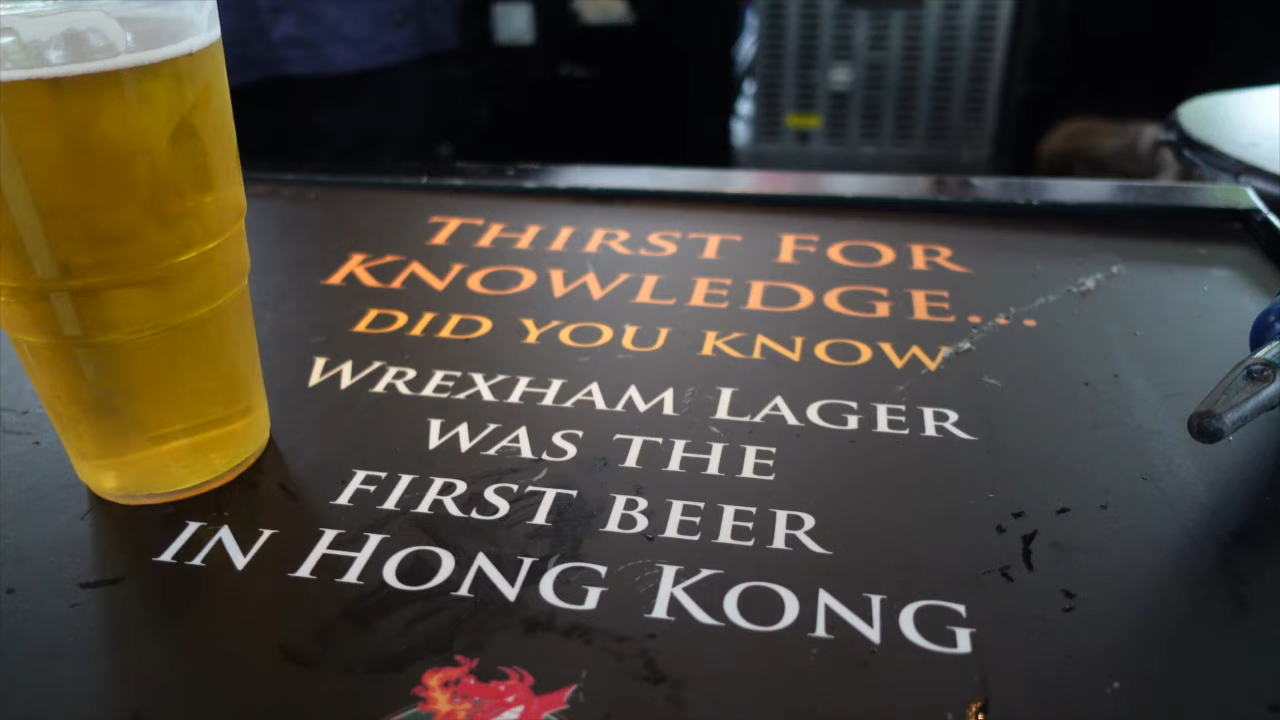 THIRST FOR
KNOWLEDGE...
DID YOU KNOW
WREXHAM LAGER
WAS THE
FIRST BEER
IN HONG KONG